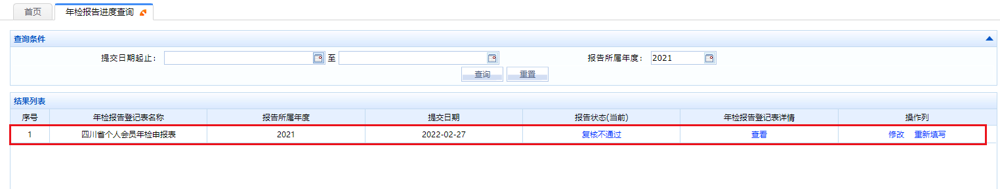 首页 年检报告进度查询
查询条件
提交日期起止： 至 报告所属年度： 2021
查询 重置
结果列表
序号 年检报告登记表名称 报告所属年度 提交日期 报告状态(当前) 年检报告登记表详情 操作列
1 四川省个人会员年检申报表 2021 2022-02-27 复核不通过 查看 修改 重新填写